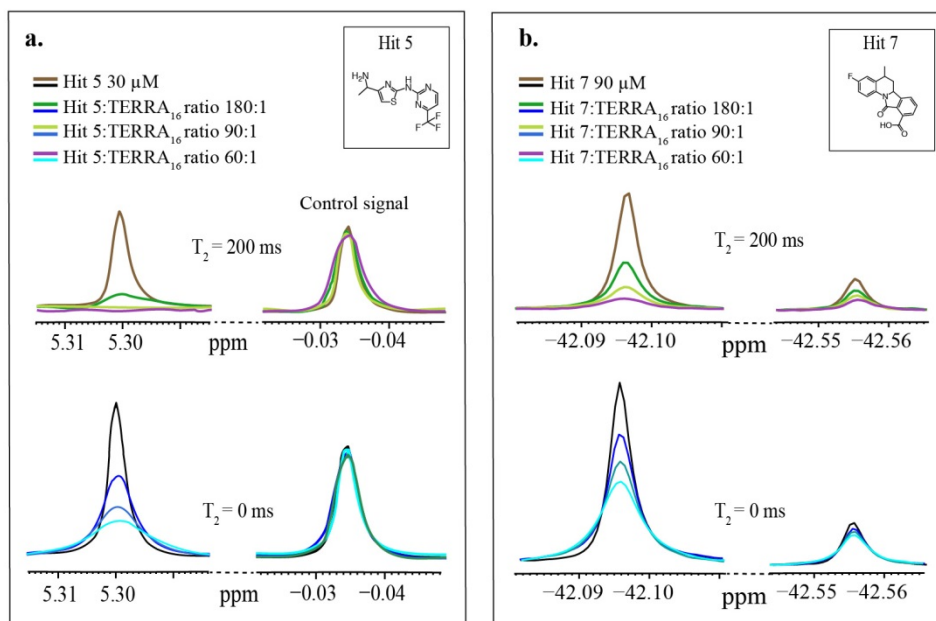 a.
Hit 5
H₂N
N
S
H
N
N
N
F
F
F
Hit 5 30 µM
Hit 5:TERRA₁₆ ratio 180:1
Hit 5:TERRA₁₆ ratio 90:1
Hit 5:TERRA₁₆ ratio 60:1
Control signal
T₂ = 200 ms
5.31 5.30 ppm −0.03 −0.04
T₂ = 0 ms
5.31 5.30 ppm −0.03 −0.04
b.
Hit 7
F
N
O
HO
O
Hit 7 90 µM
Hit 7:TERRA₁₆ ratio 180:1
Hit 7:TERRA₁₆ ratio 90:1
Hit 7:TERRA₁₆ ratio 60:1
T₂ = 200 ms
−42.09 −42.10 ppm −42.55 −42.56
T₂ = 0 ms
−42.09 −42.10 ppm −42.55 −42.56